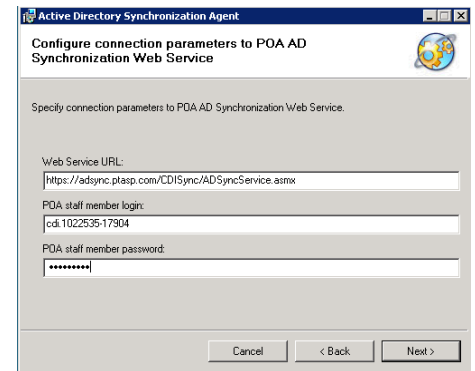 Active Directory Synchronization Agent
Configure connection parameters to POA AD
Synchronization Web Service
Specify connection parameters to POA AD Synchronization Web Service.
Web Service URL:
https://adsync.ptasp.com/CDISync/ADSyncService.asmx
POA staff member login:
cdi.1022535-17904
POA staff member password:
•••••••••
Cancel
< Back
Next >